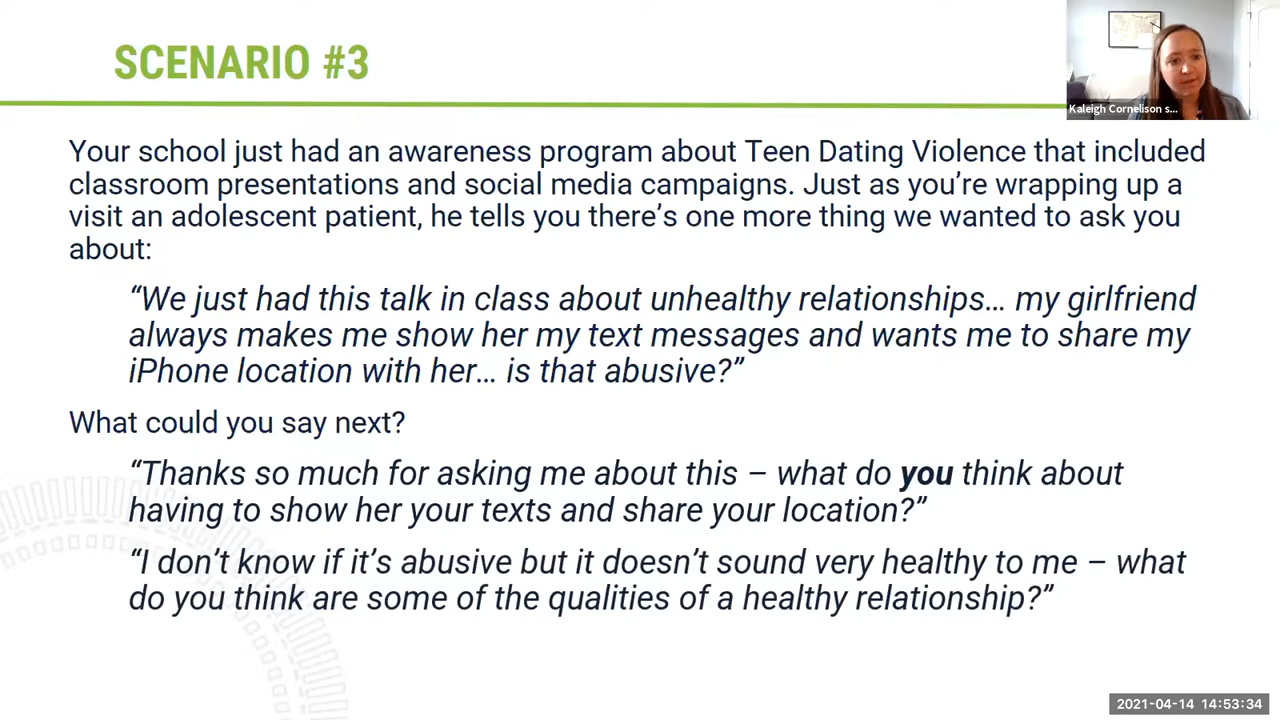 SCENARIO #3
Kaleigh Cornelison s...
Your school just had an awareness program about Teen Dating Violence that included
classroom presentations and social media campaigns. Just as you’re wrapping up a
visit an adolescent patient, he tells you there’s one more thing we wanted to ask you
about:
“We just had this talk in class about unhealthy relationships… my girlfriend
always makes me show her my text messages and wants me to share my
iPhone location with her… is that abusive?”
What could you say next?
“Thanks so much for asking me about this – what do you think about
having to show her your texts and share your location?”
“I don’t know if it’s abusive but it doesn’t sound very healthy to me – what
do you think are some of the qualities of a healthy relationship?”
2021-04-14 14:53:34